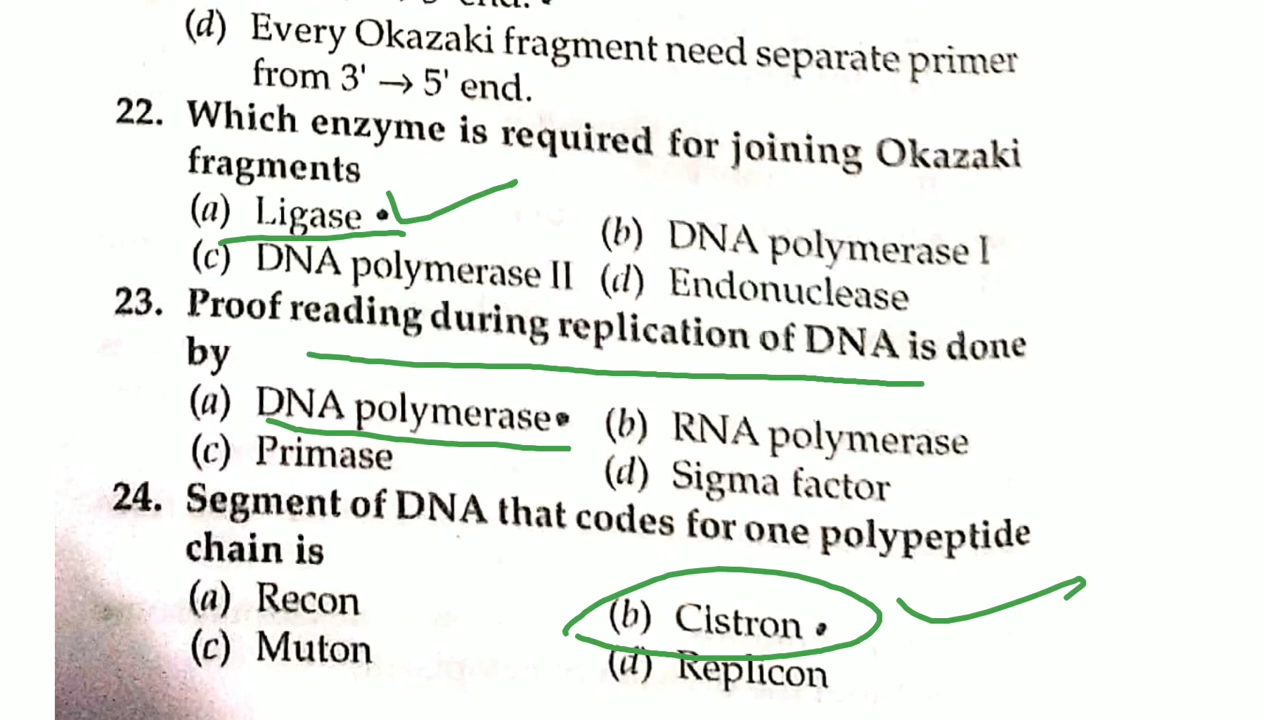 end.
(d) Every Okazaki fragment need separate primer
from 3' → 5' end.
22. Which enzyme is required for joining Okazaki
fragments
(a) Ligase
(b) DNA polymerase I
(c) DNA polymerase II
(d) Endonuclease
23. Proof reading during replication of DNA is done
by
(a) DNA polymerase
(b) RNA polymerase
(c) Primase
(d) Sigma factor
24. Segment of DNA that codes for one polypeptide
chain is
(a) Recon
(b) Cistron
(c) Muton
(d) Replicon